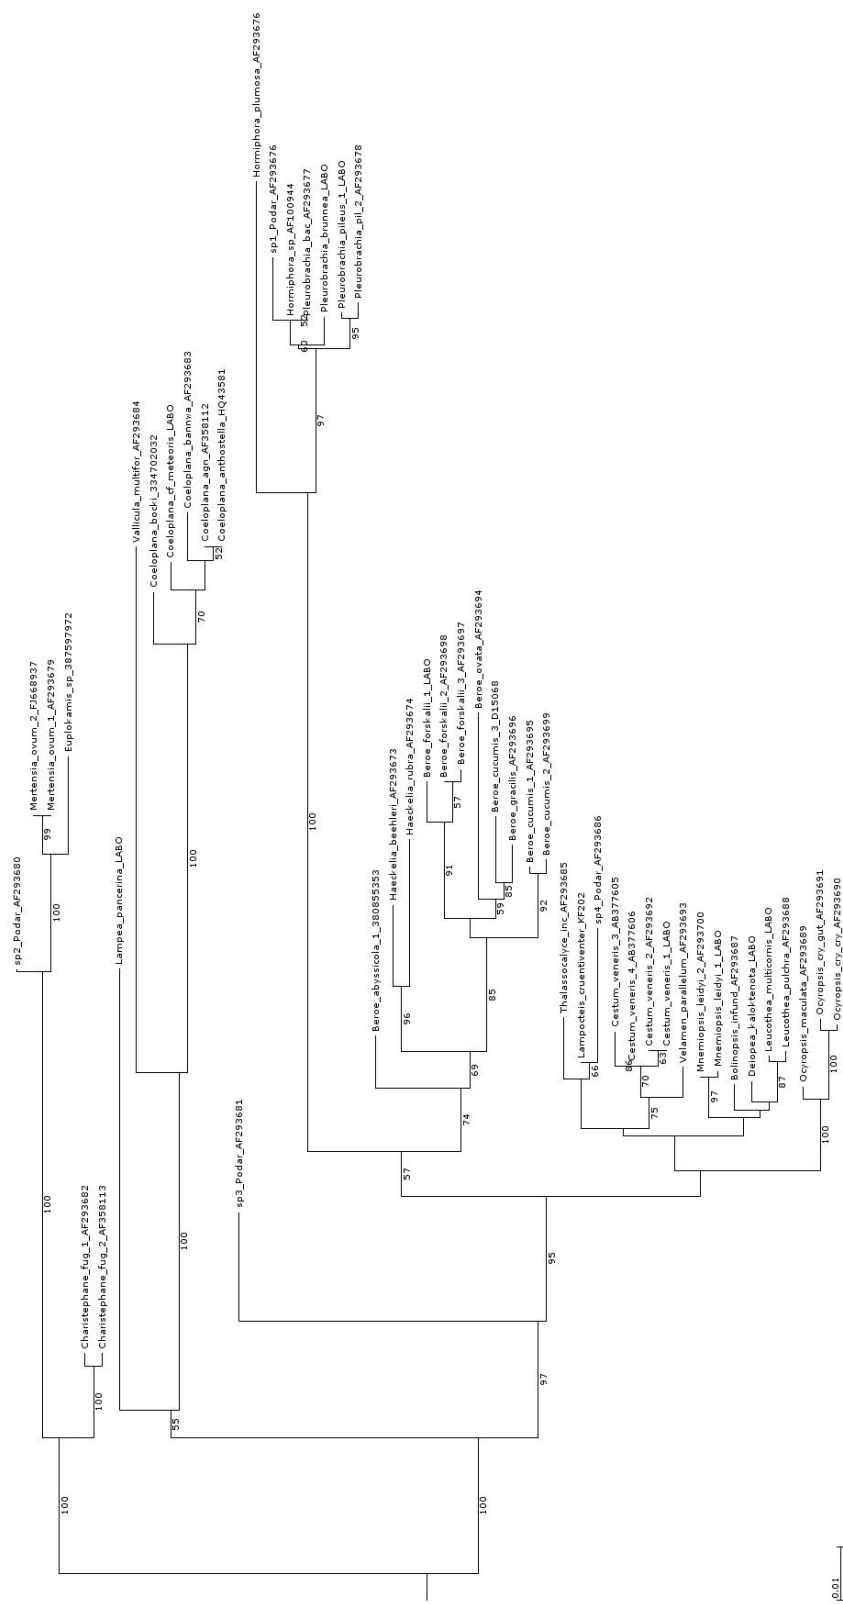 sp2_Podar_AF293680
Mertensia_ovum_2_FJ668937
Mertensia_ovum_1_AF293679
99
Euplokamis_sp_387597972
100
100
Charistephane_fug_1_AF293682
Charistephane_fug_2_AF358113
100
100
Lampea_pancerina_LABO
Vallicula_multifor_AF293684
Coeloplana_bocki_334702032
Coeloplana_cf_meteoris_LABO
Coeloplana_bannwa_AF293683
Coeloplana_agn_AF358112
Coeloplana_anthostella_HQ43581
52
70
100
100
55
sp3_Podar_AF293681
Hormiphora_plumosa_AF293676
sp1_Podar_AF293676
Hormiphora_sp_AF100944
Pleurobrachia_bac_AF293677
52
60
Pleurobrachia_brunnea_LABO
Pleurobrachia_pileus_1_LABO
Pleurobrachia_pil_2_AF293678
95
97
100
Beroe_abyssicola_1_380855353
Haeckelia_beehleri_AF293673
Haeckelia_rubra_AF293674
96
Beroe_forskalii_1_LABO
Beroe_forskalii_2_AF293698
Beroe_forskalii_3_AF293697
57
91
Beroe_ovata_AF293694
Beroe_cucumis_3_D15068
Beroe_gracilis_AF293696
85
59
Beroe_cucumis_1_AF293695
Beroe_cucumis_2_AF293699
92
85
69
74
57
Thalassocalyce_inc_AF293685
Lampocteis_cruentiventer_KF202
sp4_Podar_AF293686
66
Cestum_veneris_3_AB377605
Cestum_veneris_4_AB377606
86
Cestum_veneris_2_AF293692
Cestum_veneris_1_LABO
63
70
Velamen_parallelum_AF293693
75
Mnemiopsis_leidyi_2_AF293700
Mnemiopsis_leidyi_1_LABO
97
Bolinopsis_infund_AF293687
Deiopea_kaloktenota_LABO
Leucothea_multicornis_LABO
Leucothea_pulchra_AF293688
87
Ocyropsis_maculata_AF293689
Ocyropsis_cry_gut_AF293691
Ocyropsis_cry_cry_AF293690
100
100
95
97
100
0.01